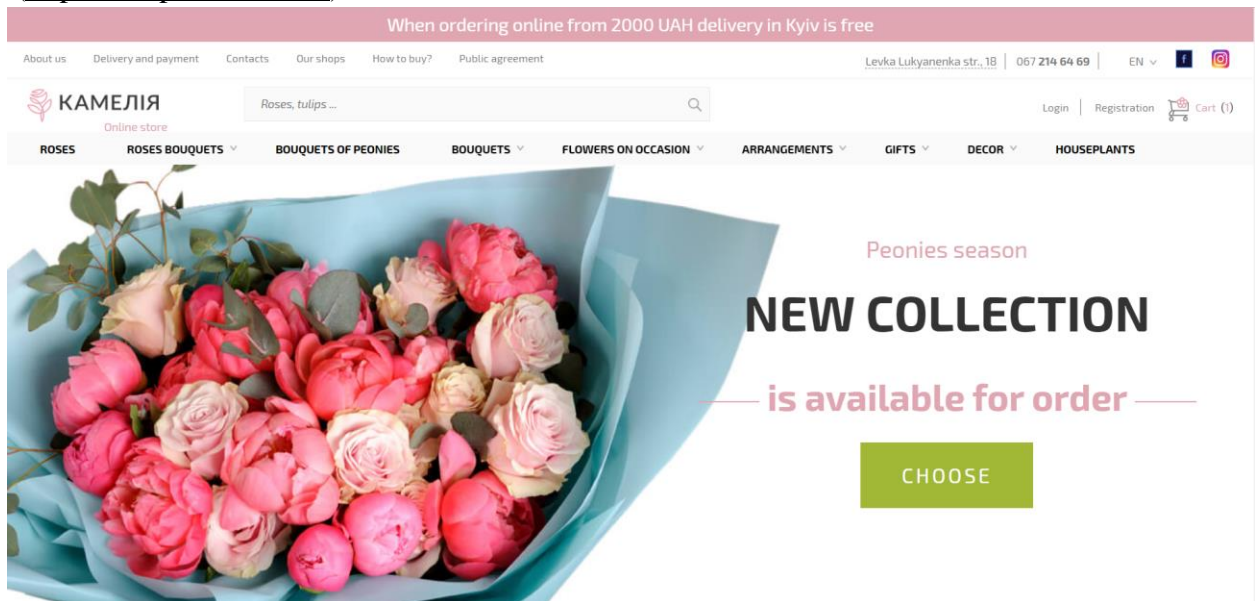 When ordering online from 2000 UAH delivery in Kyiv is free
About us Delivery and payment Contacts Our shops How to buy? Public agreement Levka Lukyanenka str., 18 067 214 64 69 EN
КАМЕЛІЯ Roses, tulips ... Login Registration Cart (1)
Online store
ROSES ROSES BOUQUETS BOUQUETS OF PEONIES BOUQUETS FLOWERS ON OCCASION ARRANGEMENTS GIFTS DECOR HOUSEPLANTS
Peonies season
NEW COLLECTION
is available for order
CHOOSE